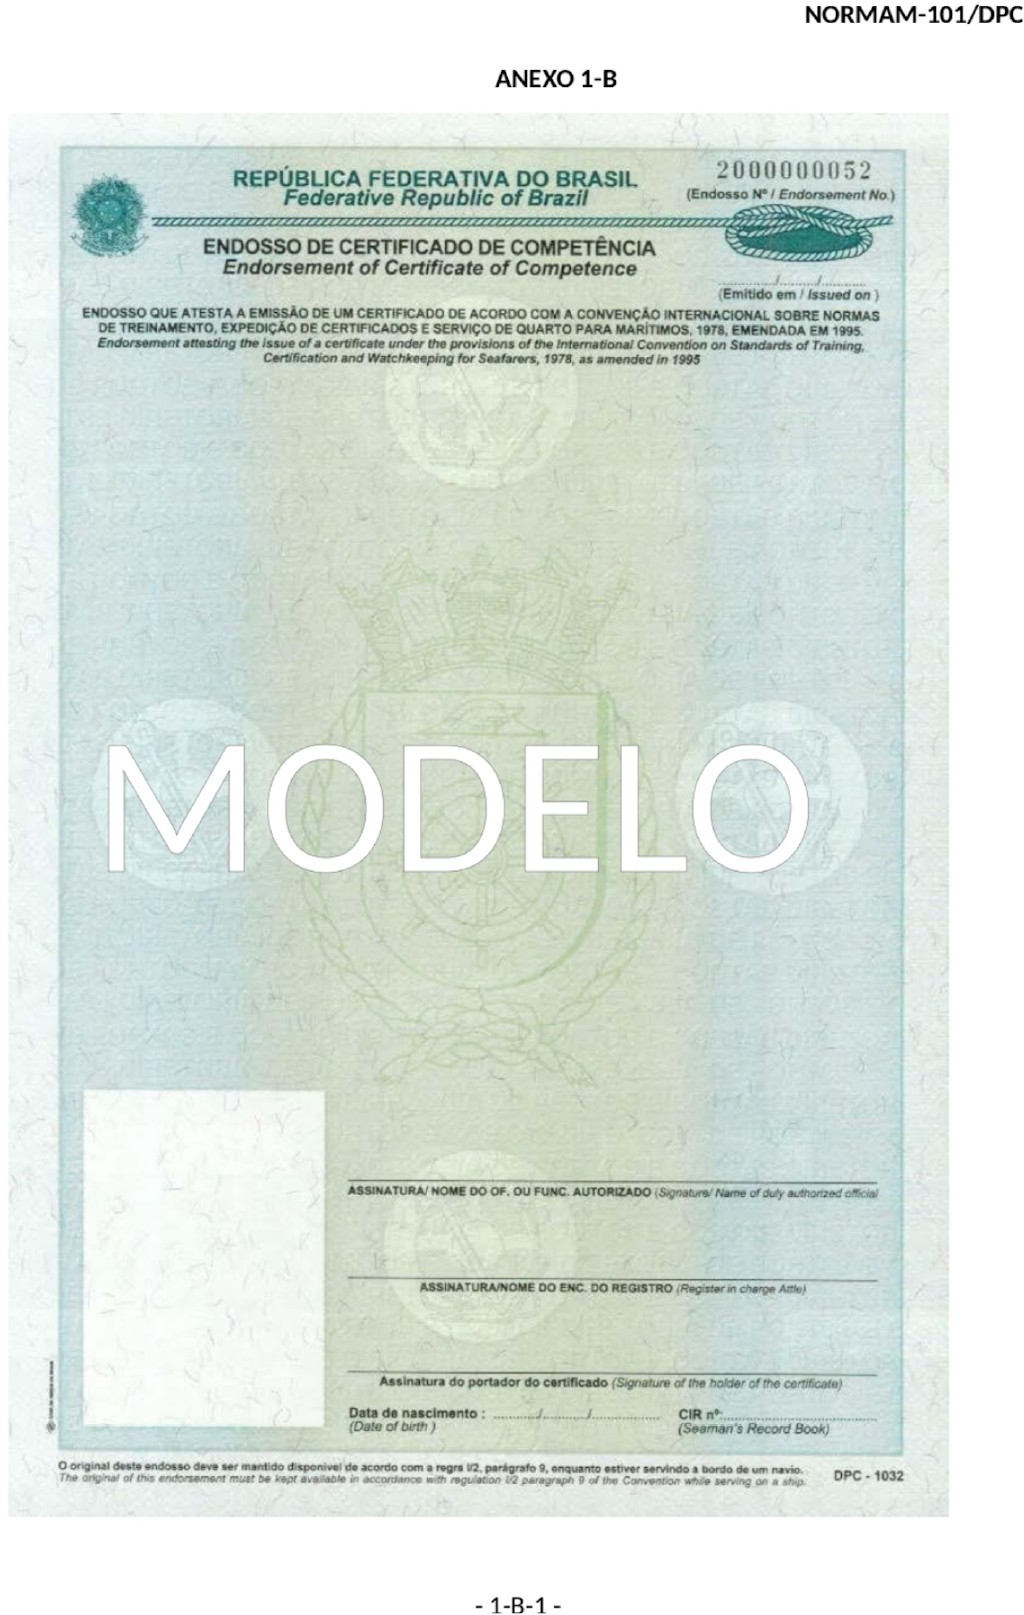 NORMAM-101/DPC
ANEXO 1-B
2000000052
REPÚBLICA FEDERATIVA DO BRASIL
Federative Republic of Brazil
(Endosso Nº / Endorsement No.)
ENDOSSO DE CERTIFICADO DE COMPETÊNCIA
Endorsement of Certificate of Competence
........../........../..........
(Emitido em / Issued on )
ENDOSSO QUE ATESTA A EMISSÃO DE UM CERTIFICADO DE ACORDO COM A CONVENÇÃO INTERNACIONAL SOBRE NORMAS
DE TREINAMENTO, EXPEDIÇÃO DE CERTIFICADOS E SERVIÇO DE QUARTO PARA MARÍTIMOS, 1978, EMENDADA EM 1995.
Endorsement attesting the issue of a certificate under the provisions of the International Convention on Standards of Training,
Certification and Watchkeeping for Seafarers, 1978, as amended in 1995
MODELO
ASSINATURA/ NOME DO OF. OU FUNC. AUTORIZADO (Signature/ Name of duly authorized official
ASSINATURA/NOME DO ENC. DO REGISTRO (Register in charge Attle)
Assinatura do portador do certificado (Signature of the holder of the certificate)
Data de nascimento : ........../........../.............. CIR nº..............................
(Date of birth ) (Seaman's Record Book)
O original deste endosso deve ser mantido disponível de acordo com a regra I/2, parágrafo 9, enquanto estiver servindo a bordo de um navio.
The original of this endorsement must be kept available in accordance with regulation I/2 paragraph 9 of the Convention while serving on a ship.
DPC - 1032
- 1-B-1 -